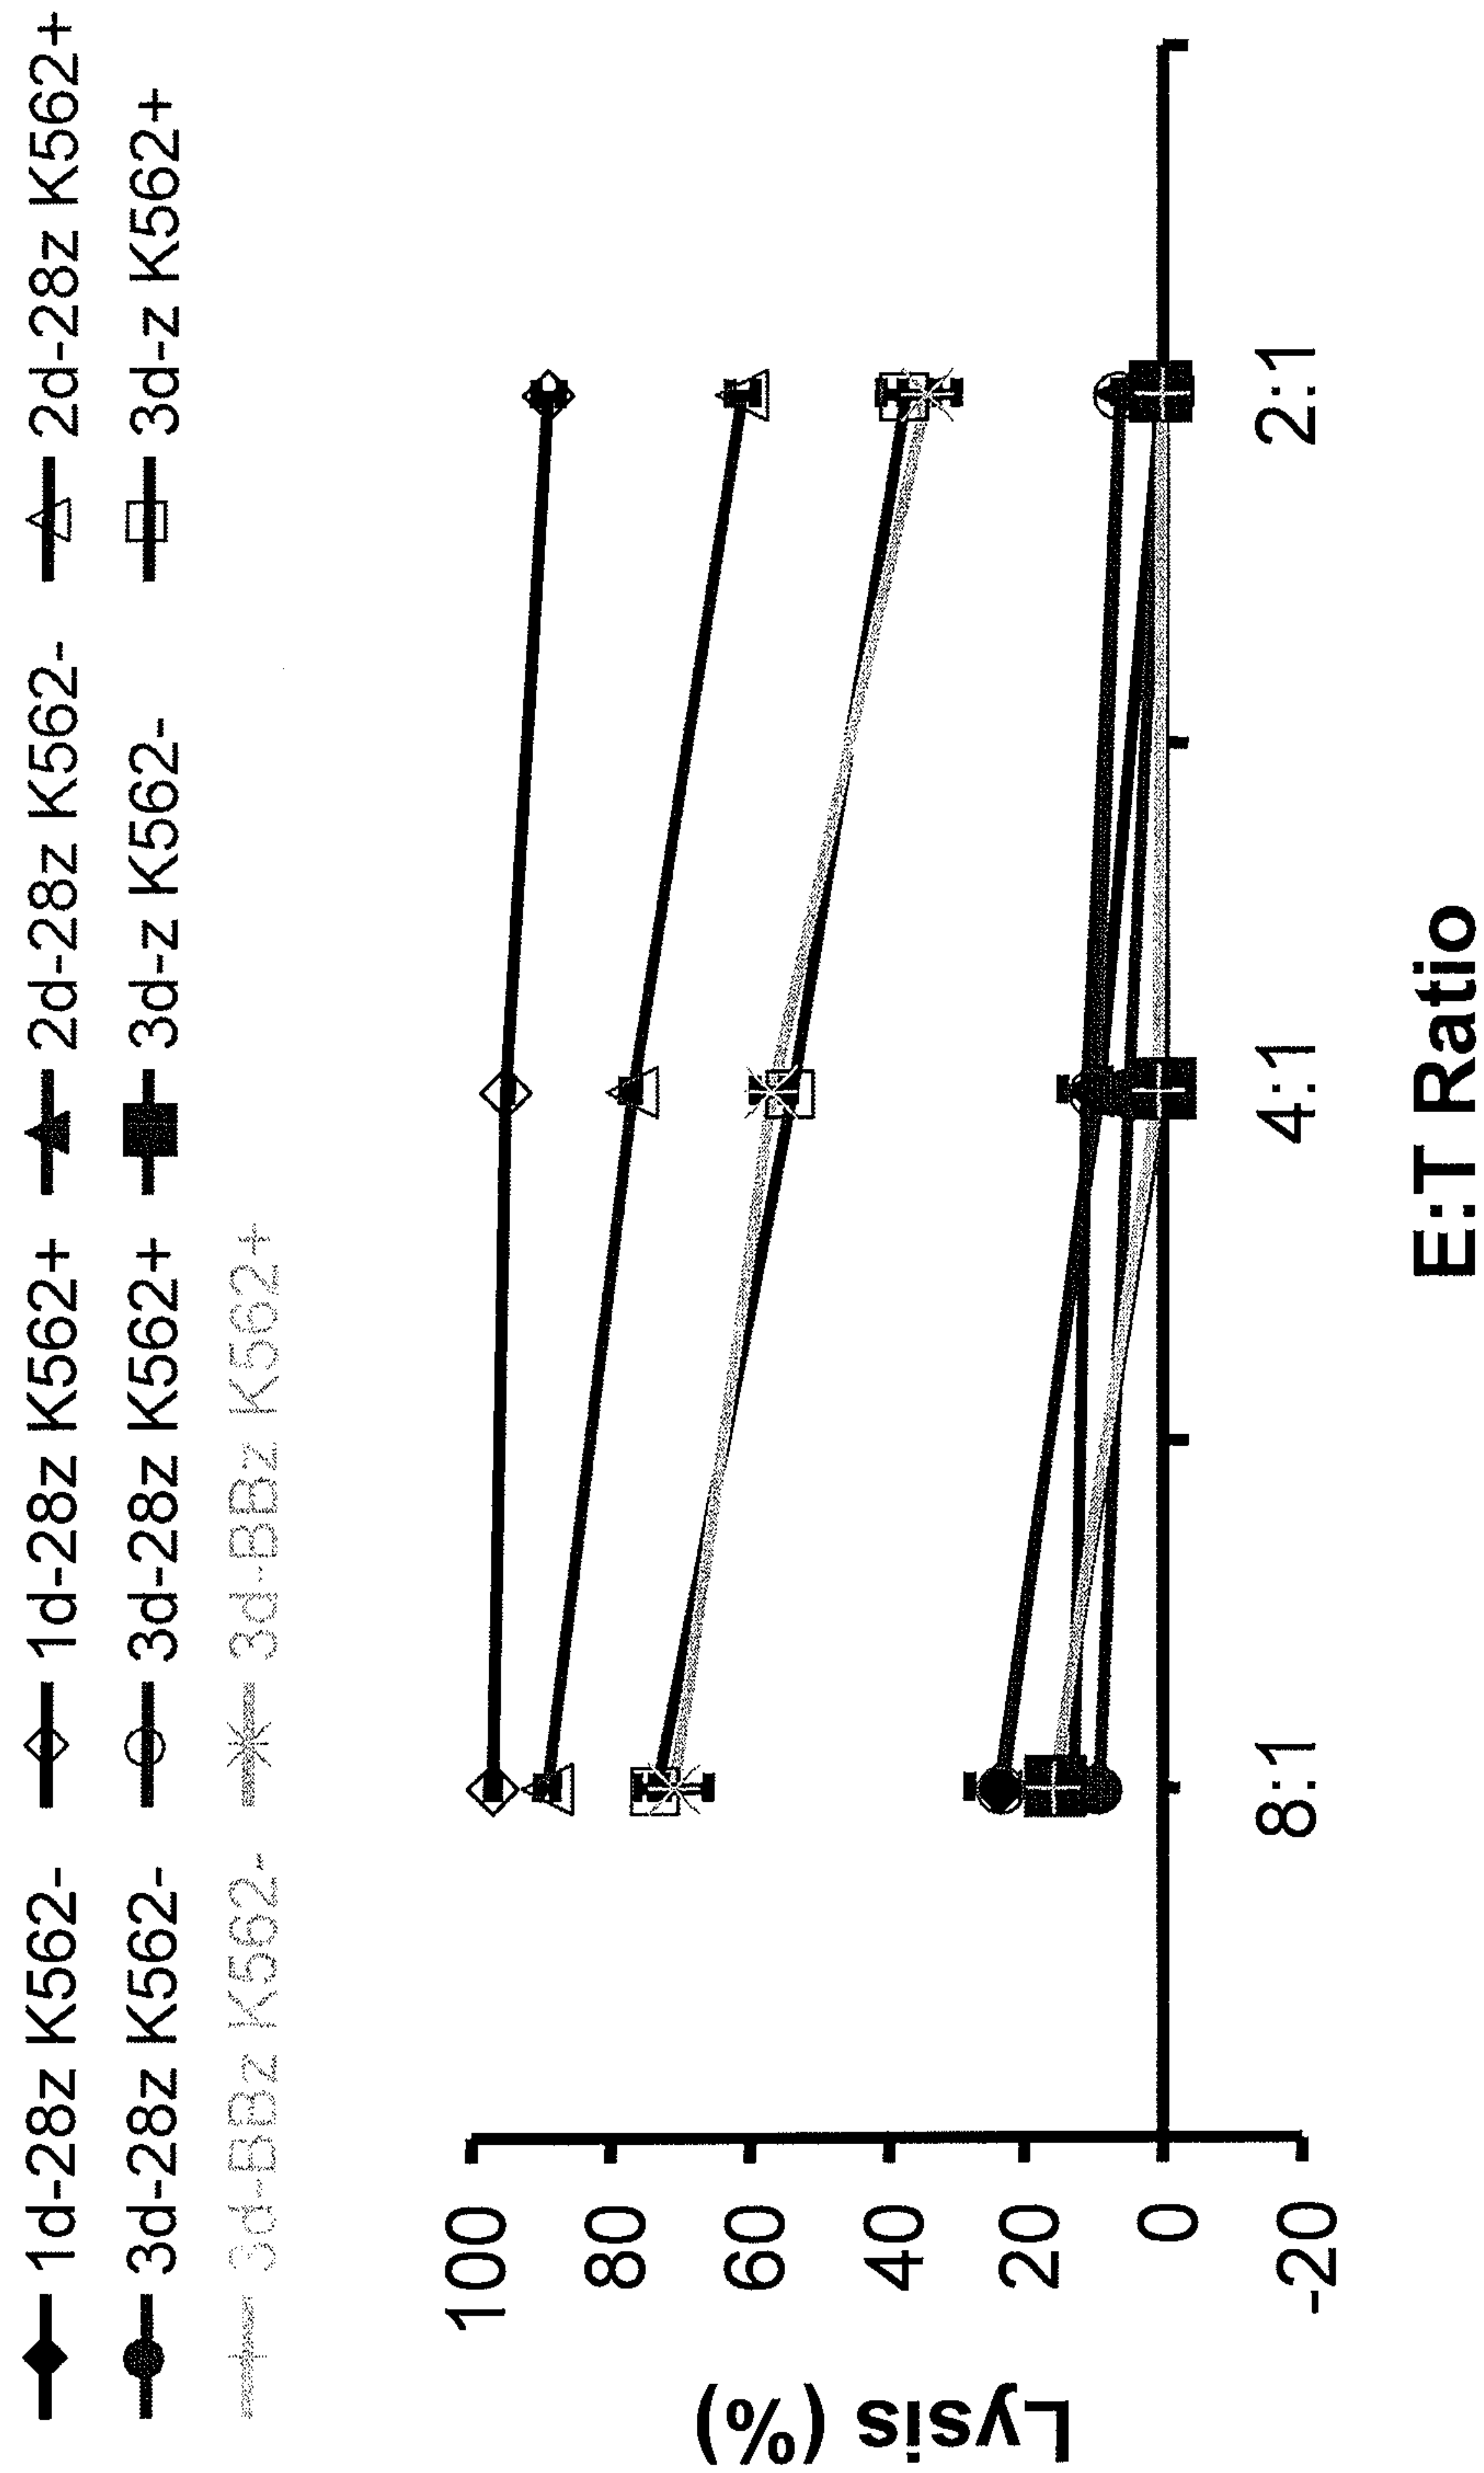 1d-28z K562- 1d-28z K562+ 2d-28z K562- 2d-28z K562+
3d-28z K562- 3d-28z K562+ 3d-z K562- 3d-z K562+
3d-BBz K562- 3d-BBz K562+
100
80
60
40
20
0
-20
Lysis (%)
8:1 4:1 2:1
E:T Ratio